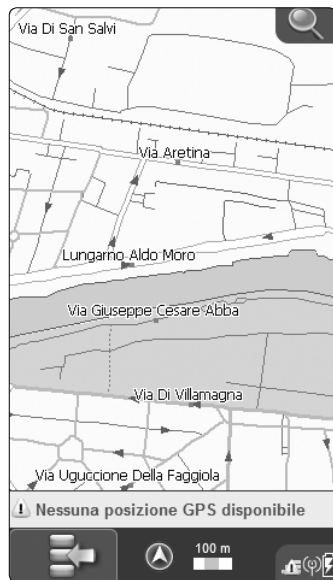 Via Di San Salvi
Via Aretina
Lungarno Aldo Moro
Via Giuseppe Cesare Abba
Via Di Villamagna
Via Uguccione Della Faggiola
Nessuna posizione GPS disponibile
100 m